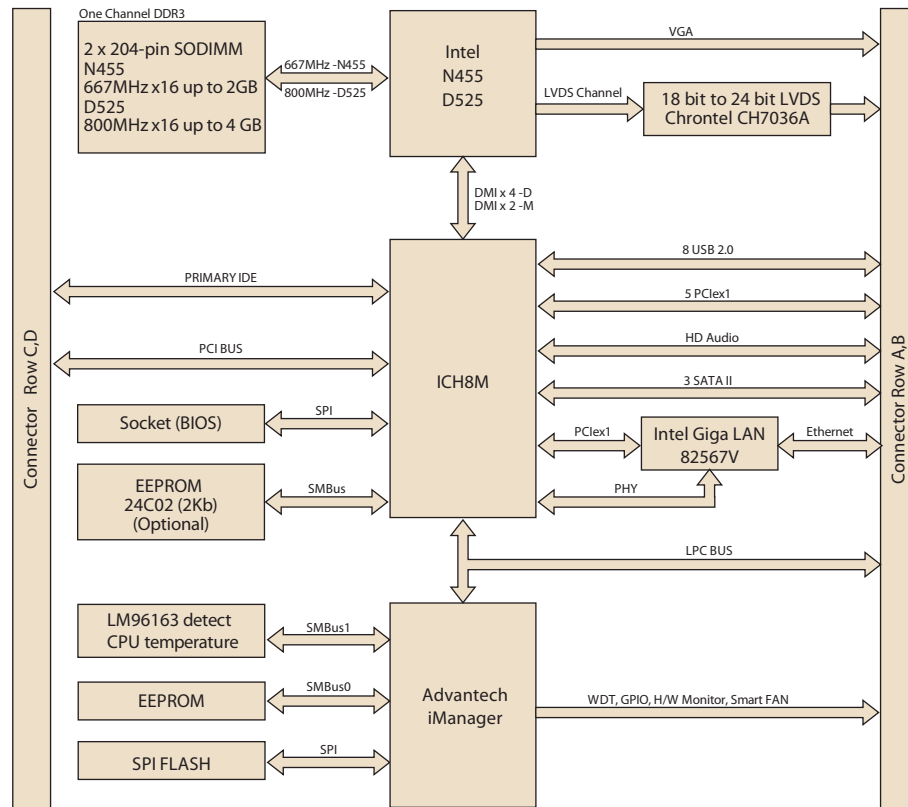 One Channel DDR3
2 x 204-pin SODIMM
N455
667MHz x16 up to 2GB
D525
800MHz x16 up to 4 GB
667MHz -N455
800MHz -D525
Intel
N455
D525
VGA
LVDS Channel
18 bit to 24 bit LVDS
Chrontel CH7036A
DMI x 4 -D
DMI x 2 -M
Connector Row C,D
PRIMARY IDE
PCI BUS
Socket (BIOS)
SPI
EEPROM
24C02 (2Kb)
(Optional)
SMBus
ICH8M
8 USB 2.0
5 PCIex1
HD Audio
3 SATA II
PCIex1
Intel Giga LAN
82567V
Ethernet
PHY
LPC BUS
Connector Row A,B
LM96163 detect
CPU temperature
SMBus1
EEPROM
SMBus0
SPI FLASH
SPI
Advantech
iManager
WDT, GPIO, H/W Monitor, Smart FAN